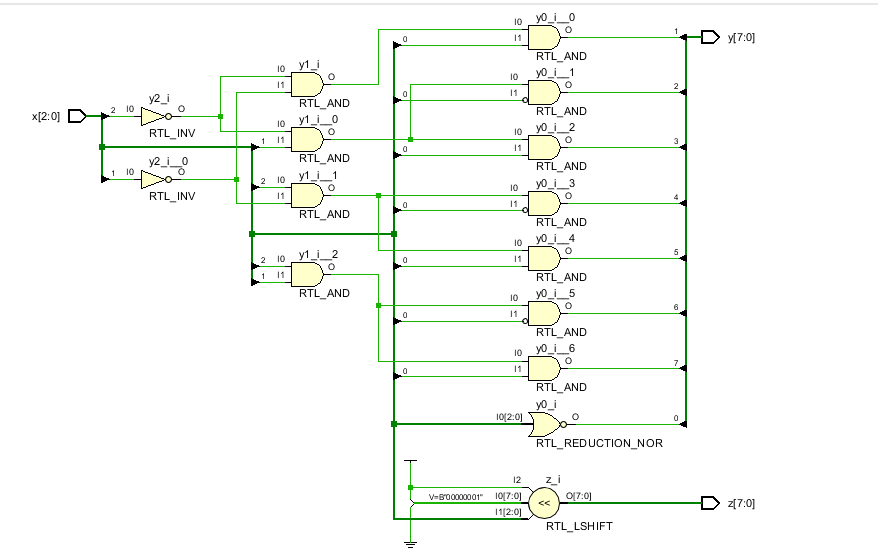 y0_i__0
I0
O
I1
RTL_AND
0
1
y[7:0]
y1_i
I0
O
I1
RTL_AND
y0_i__1
I0
O
I1
RTL_AND
0
2
x[2:0]
2
I0
y2_i
O
RTL_INV
y1_i__0
I0
O
1
I1
RTL_AND
y0_i__2
I0
O
I1
RTL_AND
0
3
1
I0
y2_i__0
O
RTL_INV
y1_i__1
2
I0
O
I1
RTL_AND
y0_i__3
I0
O
I1
RTL_AND
0
4
y0_i__4
I0
O
I1
RTL_AND
0
5
y1_i__2
2
I0
O
1
I1
RTL_AND
y0_i__5
I0
O
I1
RTL_AND
0
6
y0_i__6
I0
O
I1
RTL_AND
0
7
y0_i
I0[2:0]
O
0
RTL_REDUCTION_NOR
z_i
I2
V=B"00000001"
I0[7:0]
<<
O[7:0]
z[7:0]
I1[2:0]
RTL_LSHIFT